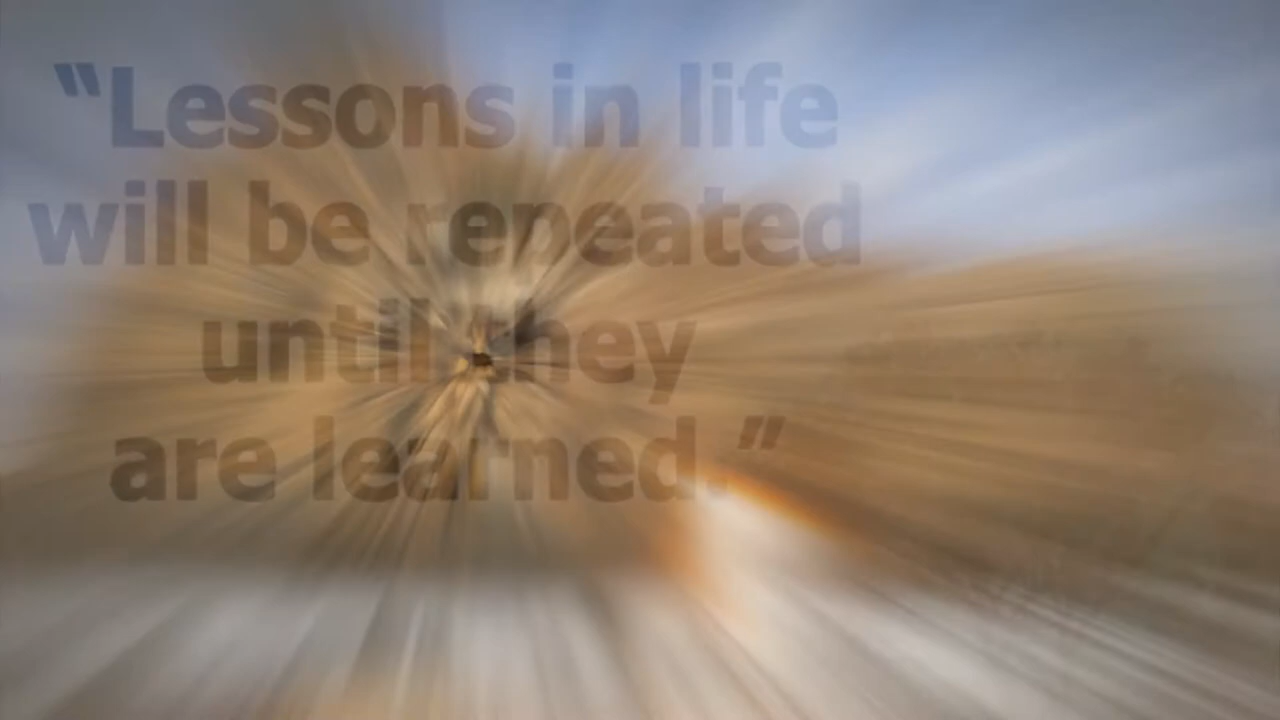 “Lessons in life
will be repeated
until they
are learned.”